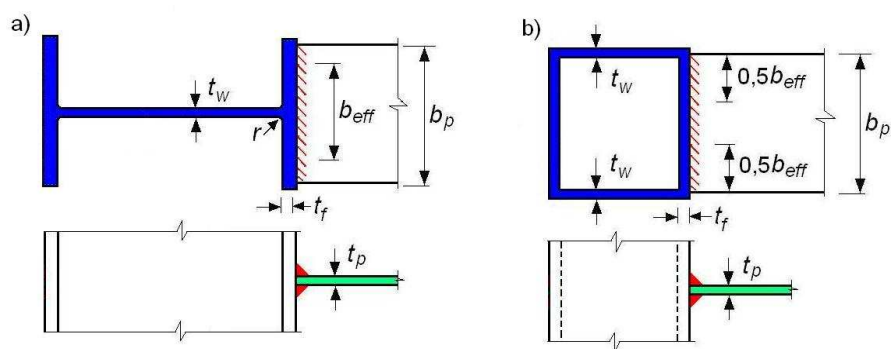 a)
t_w
r
b_eff
b_p
t_f
t_p
b)
t_w
t_w
0,5b_eff
0,5b_eff
b_p
t_f
t_p